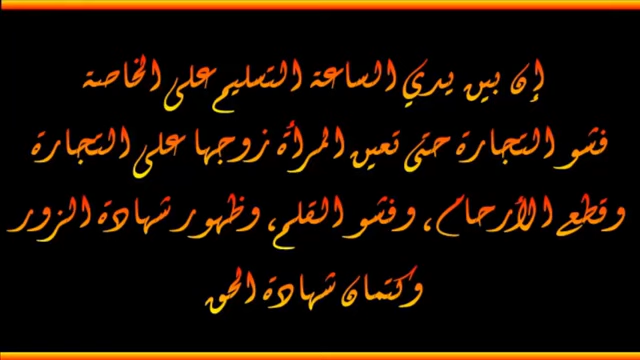 إن بين يدي الساعة التسليم على الخاصة
فشو التجارة حتى تعين المرأة زوجها على التجارة
وقطع الأرحام، وفشو القلم، وظهور شهادة الزور
وكتمان شهادة الحق